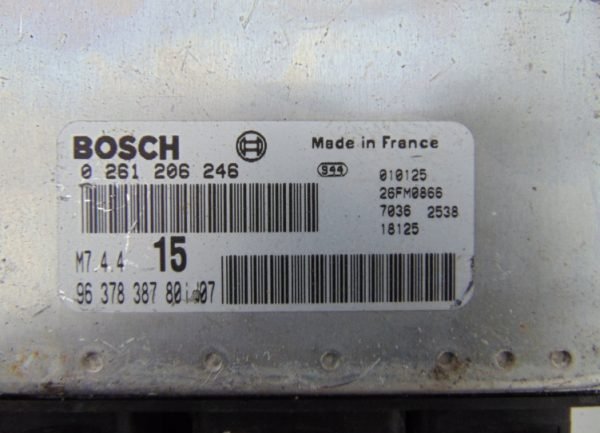 BOSCH
Made in France
0 261 206 246
S44
010125
26FM0866
7036 2538
18125
M7.4.4 15
96 378 387 80